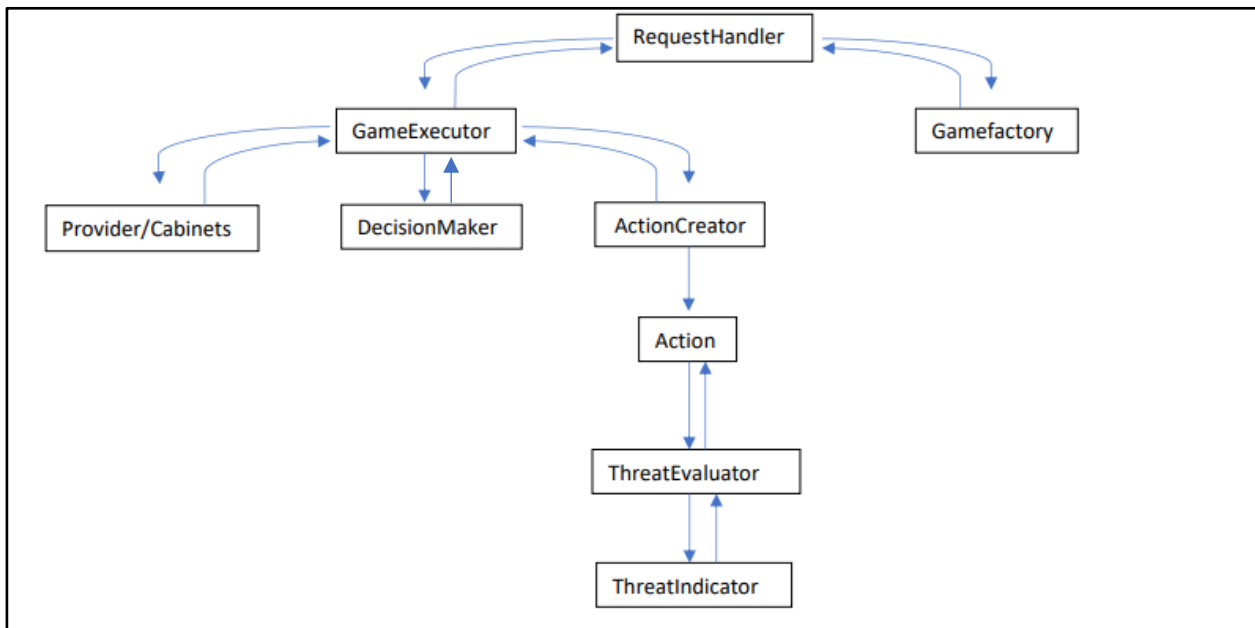 RequestHandler
GameExecutor
Gamefactory
Provider/Cabinets
DecisionMaker
ActionCreator
Action
ThreatEvaluator
ThreatIndicator